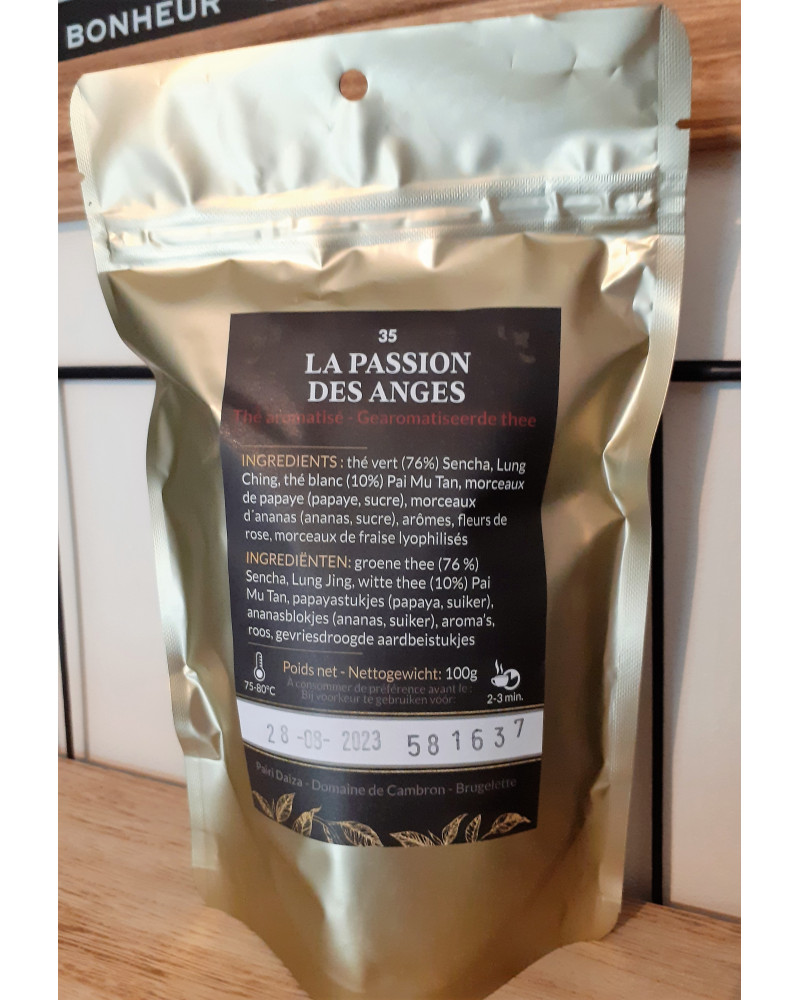 BONHEUR
35
LA PASSION
DES ANGES
Thé aromatisé - Gearomatiseerde thee
INGREDIENTS : thé vert (76%) Sencha, Lung
Ching, thé blanc (10%) Pai Mu Tan, morceaux
de papaye (papaye, sucre), morceaux
d'ananas (ananas, sucre), arômes, fleurs de
rose, morceaux de fraise lyophilisés
INGREDIËNTEN: groene thee (76 %)
Sencha, Lung Jing, witte thee (10%) Pai
Mu Tan, papayastukjes (papaya, suiker),
ananasblokjes (ananas, suiker), aroma's,
roos, gevriesdroogde aardbeistukjes
Poids net - Nettogewicht: 100g
75-80°C
A consommer de préférence avant le :
Bij voorkeur te gebruiken vóór:
2-3 min.
28-08-2023 581637
Pairi Daiza - Domaine de Cambron - Brugelette